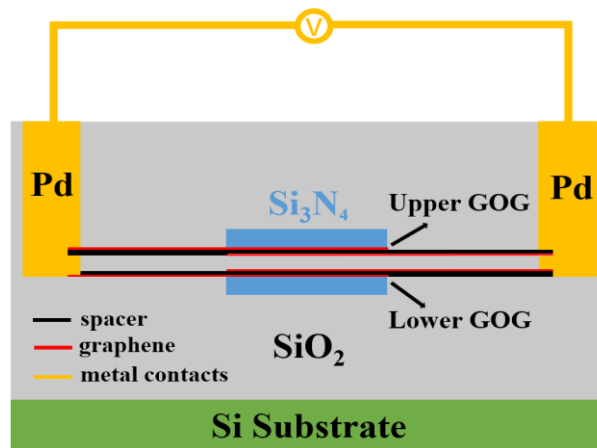 V
Pd
Pd
Si₃N₄
Upper GOG
Lower GOG
spacer
graphene
metal contacts
SiO₂
Si Substrate